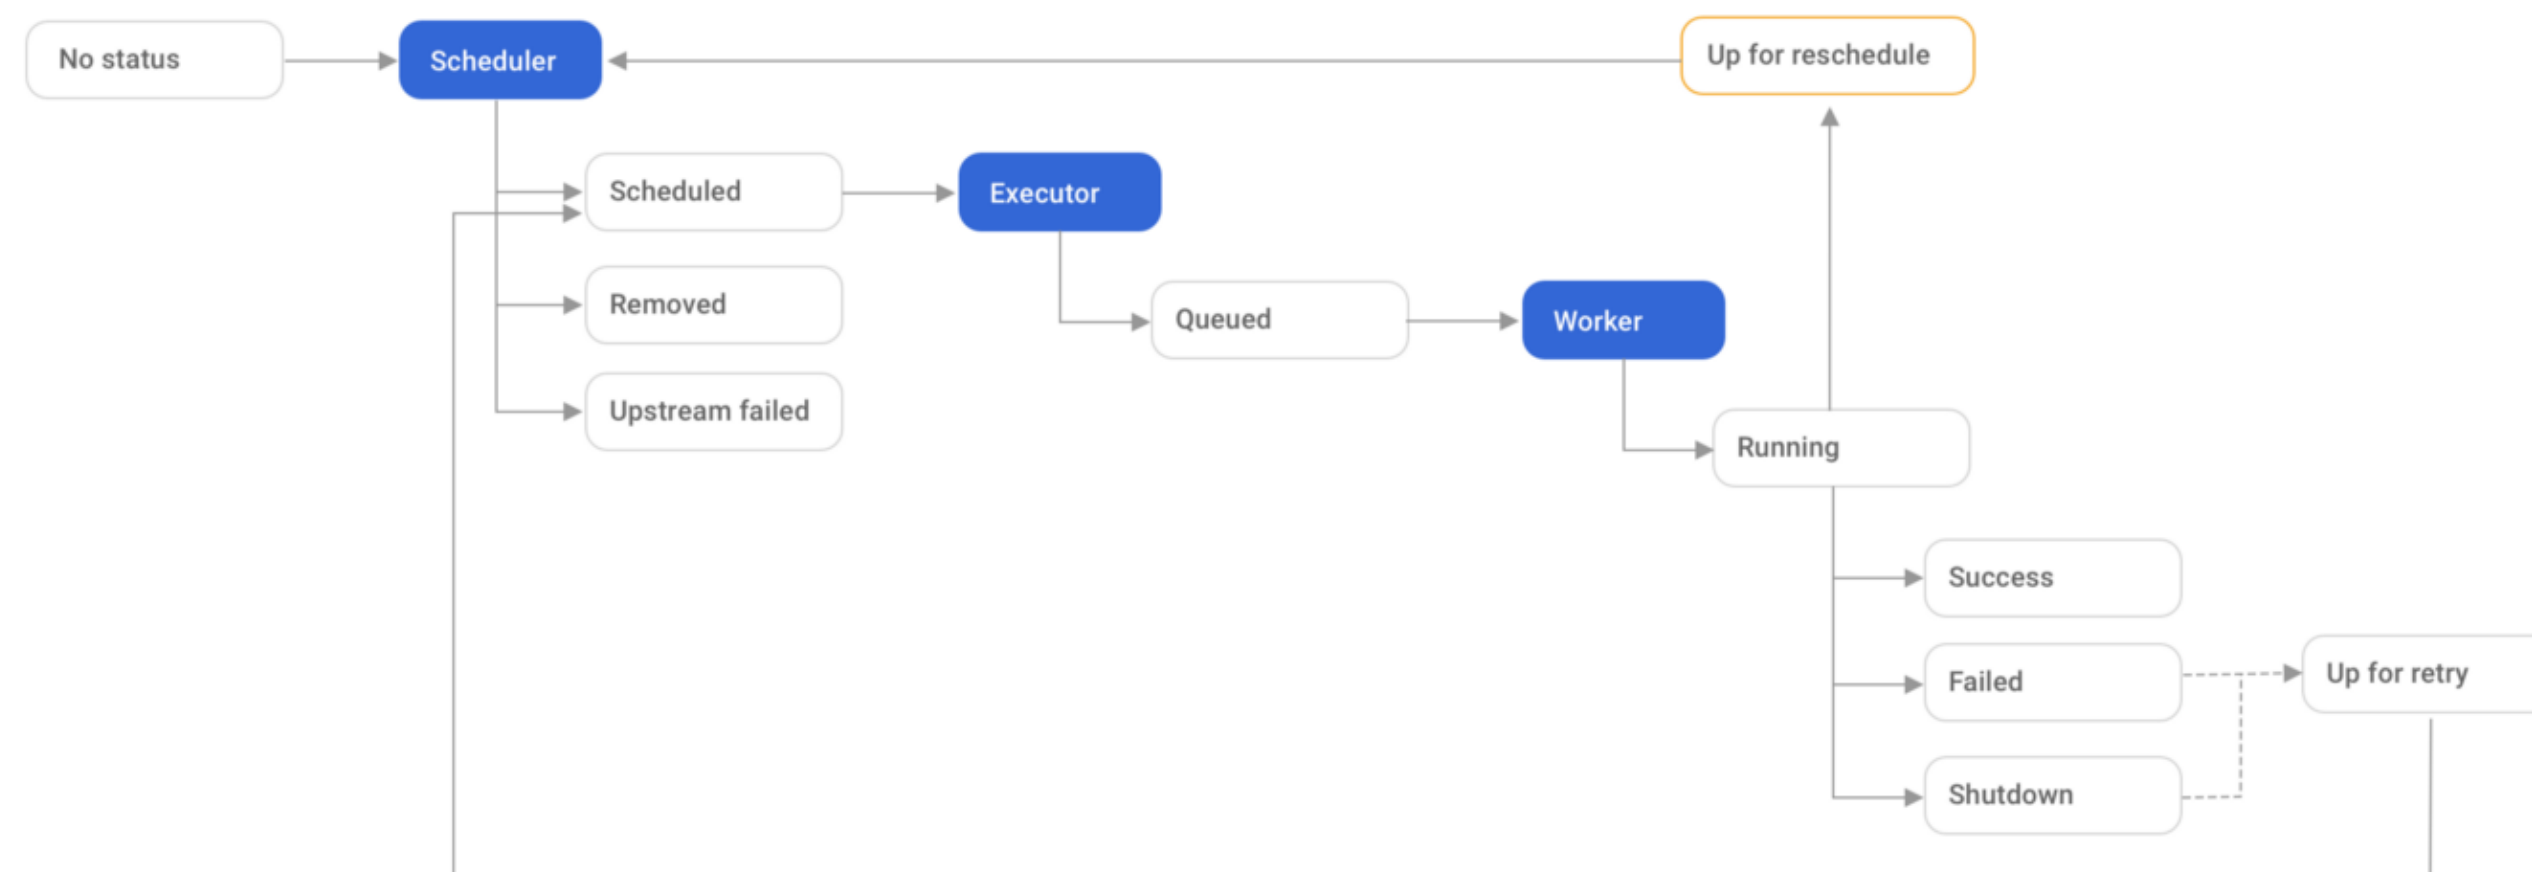 No status
Scheduler
Up for reschedule
Scheduled
Executor
Removed
Queued
Worker
Upstream failed
Running
Success
Failed
Up for retry
Shutdown